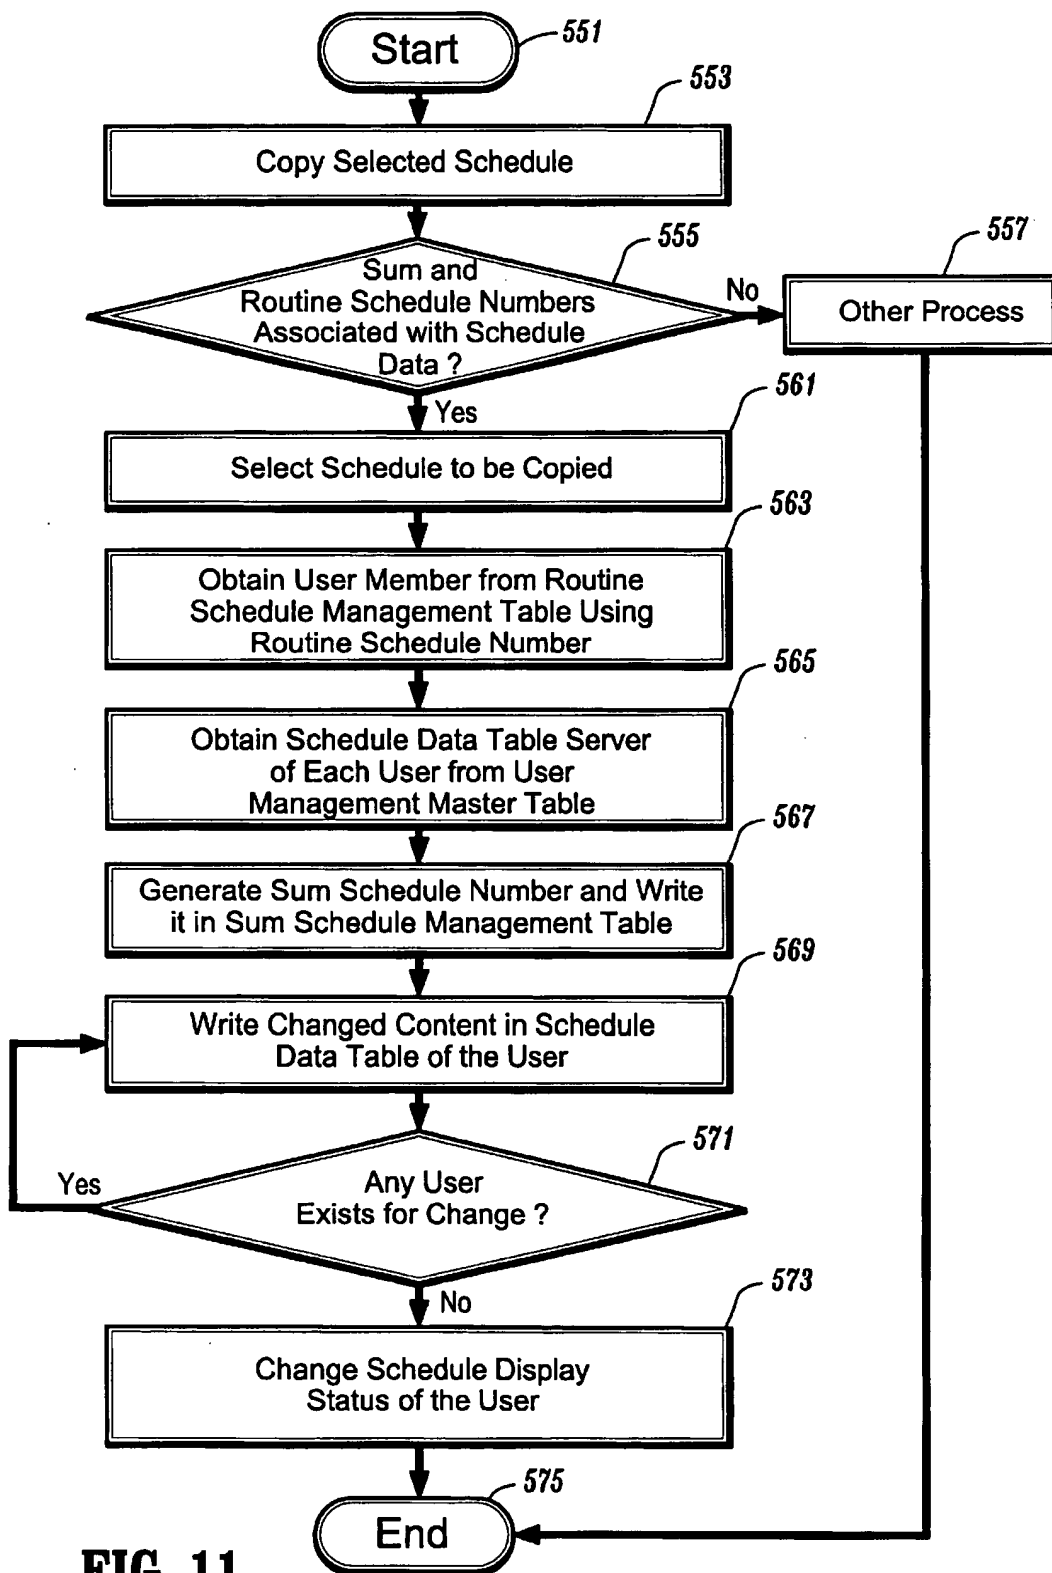 Start
551
553
Copy Selected Schedule
555
557
Sum and
Routine Schedule Numbers
Associated with Schedule
Data ?
No
Other Process
Yes
561
Select Schedule to be Copied
563
Obtain User Member from Routine
Schedule Management Table Using
Routine Schedule Number
565
Obtain Schedule Data Table Server
of Each User from User
Management Master Table
567
Generate Sum Schedule Number and Write
it in Sum Schedule Management Table
569
Write Changed Content in Schedule
Data Table of the User
571
Yes
Any User
Exists for Change ?
No
573
Change Schedule Display
Status of the User
575
End
FIG. 11